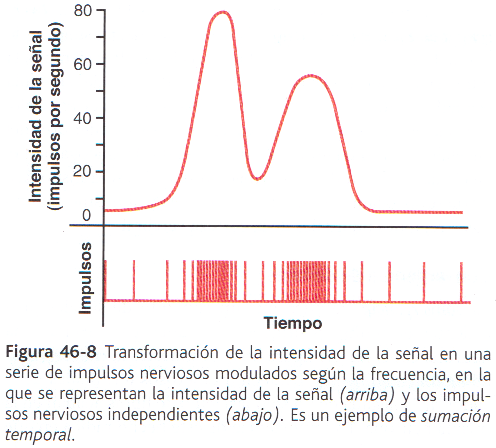 Intensidad de la señal
(impulsos por segundo)
80
60
40
20
0
Impulsos
Tiempo
Figura 46-8 Transformación de la intensidad de la señal en una
serie de impulsos nerviosos modulados según la frecuencia, en la
que se representan la intensidad de la señal (arriba) y los impul-
sos nerviosos independientes (abajo). Es un ejemplo de sumación
temporal.